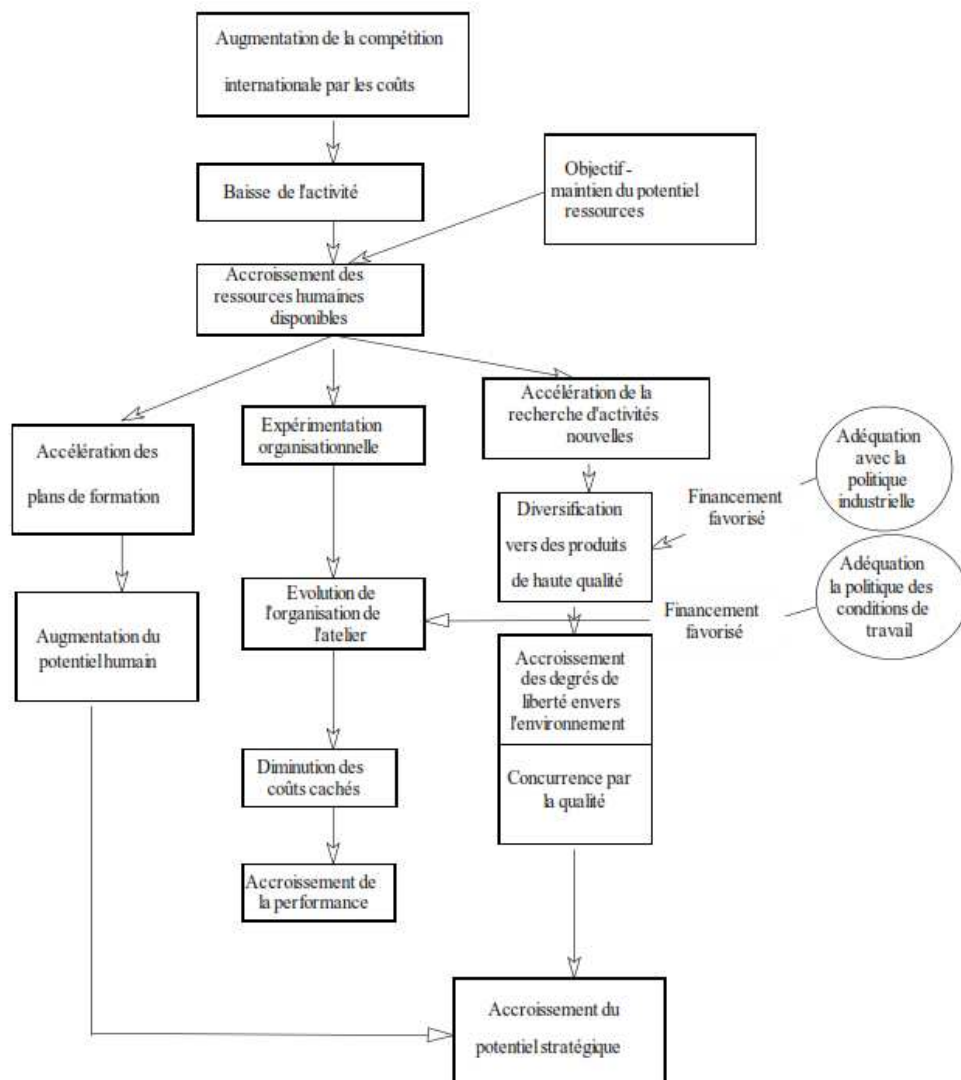 Augmentation de la compétition
internationale par les coûts
Baisse de l'activité
Objectif -
maintien du potentiel
ressources
Accroissement des
ressources humaines
disponibles
Accélération des
plans de formation
Augmentation du
potentiel humain
Expérimentation
organisationnelle
Evolution de
l'organisation de
l'atelier
Diminution des
coûts cachés
Accroissement de
la performance
Accélération de la
recherche d'activités
nouvelles
Diversification
vers des produits
de haute qualité
Financement
favorisé
Adéquation
avec la
politique
industrielle
Financement
favorisé
Adéquation
la politique des
conditions de
travail
Accroissement
des degrés de
liberté envers
l'environnement
Concurrence par
la qualité
Accroissement du
potentiel stratégique